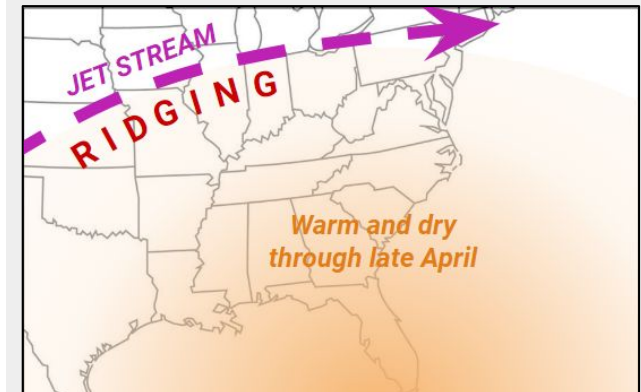 JET STREAM
RIDGING
Warm and dry
through late April